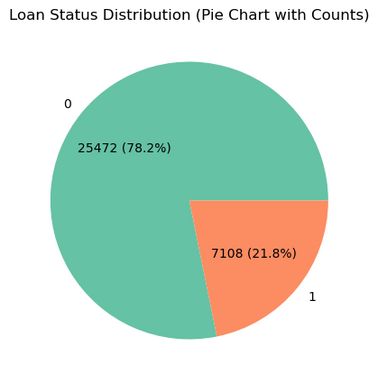 Loan Status Distribution (Pie Chart with Counts)
0
25472 (78.2%)
7108 (21.8%)
1